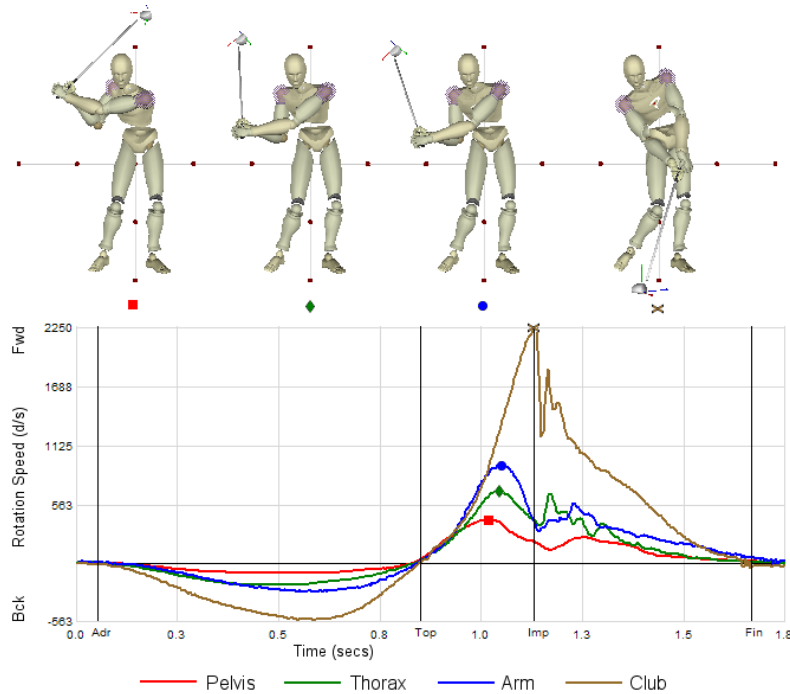 2250
Fwd
1688
1125
Rotation Speed (d/s)
563
Bck
-563
0.0 Adr 0.3 0.5 0.8 Top 1.0 Imp 1.3 1.5 Fin 1.8
Time (secs)
Pelvis Thorax Arm Club